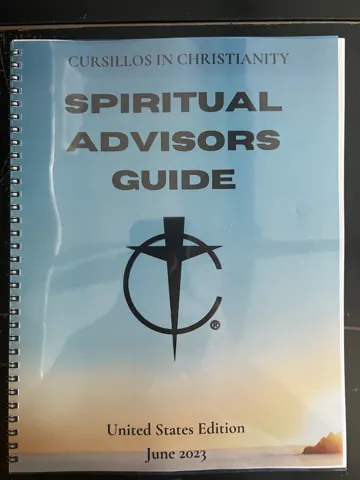 CURSILLOS IN CHRISTIANITY
SPIRITUAL
ADVISORS
GUIDE
®
United States Edition
June 2023